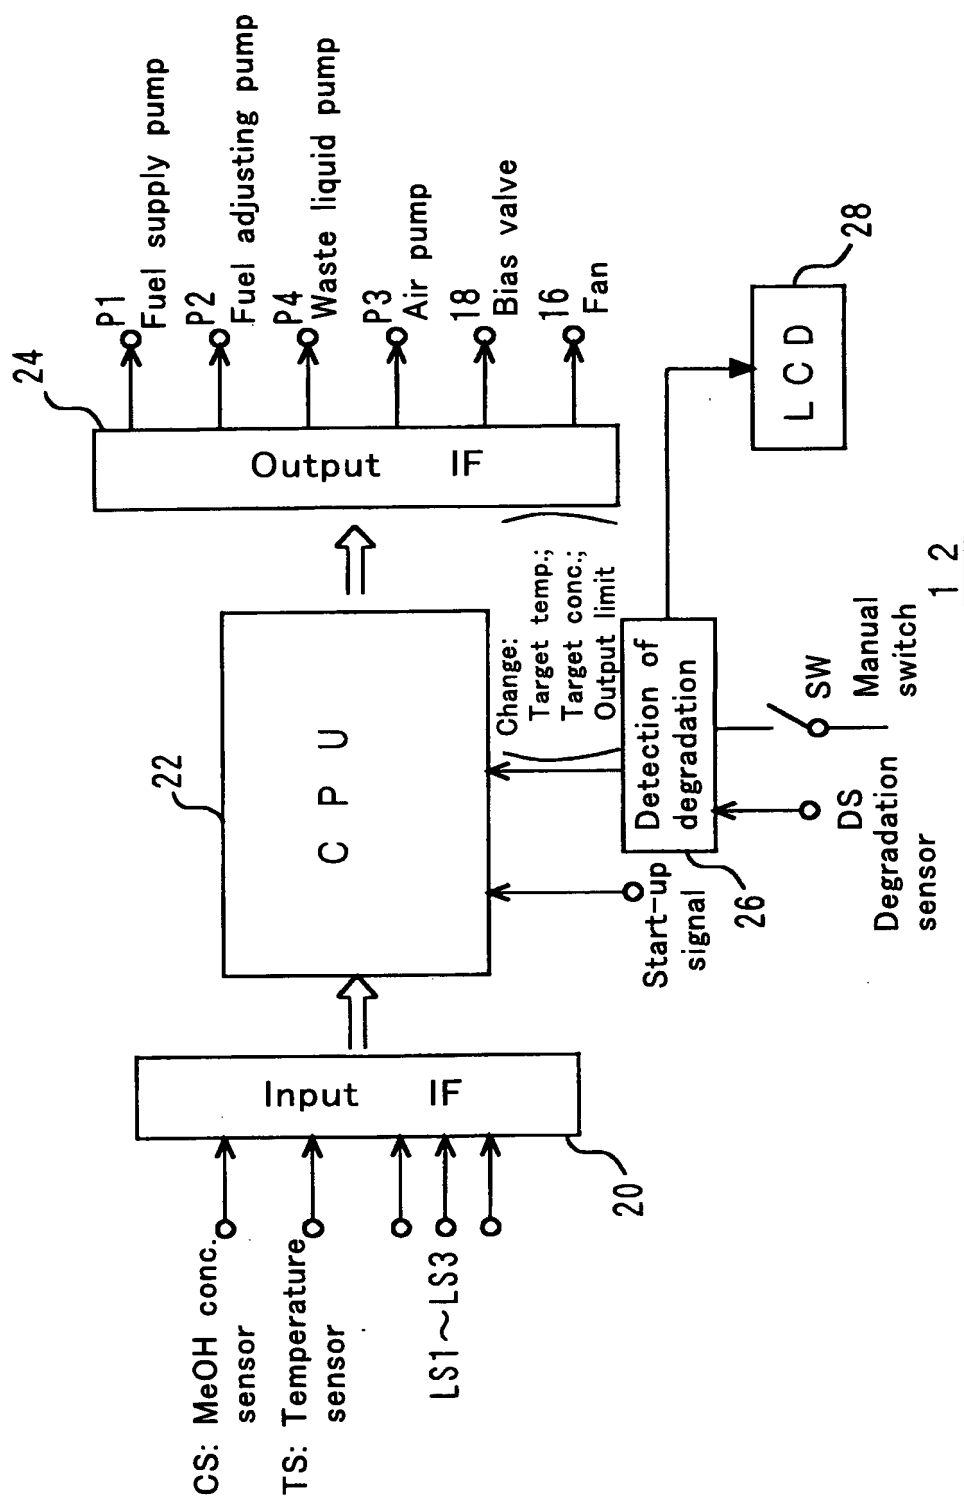 CS: MeOH conc.
sensor
TS: Temperature
sensor
LS1~LS3
Input IF
20
22
CPU
Start-up
signal
Change:
Target temp.;
Target conc.;
Output limit
Detection of
degradation
26
DS
Degradation
sensor
SW
Manual
switch
24
Output IF
P1
Fuel supply pump
P2
Fuel adjusting pump
P4
Waste liquid pump
P3
Air pump
18
Bias valve
16
Fan
LCD
28
12